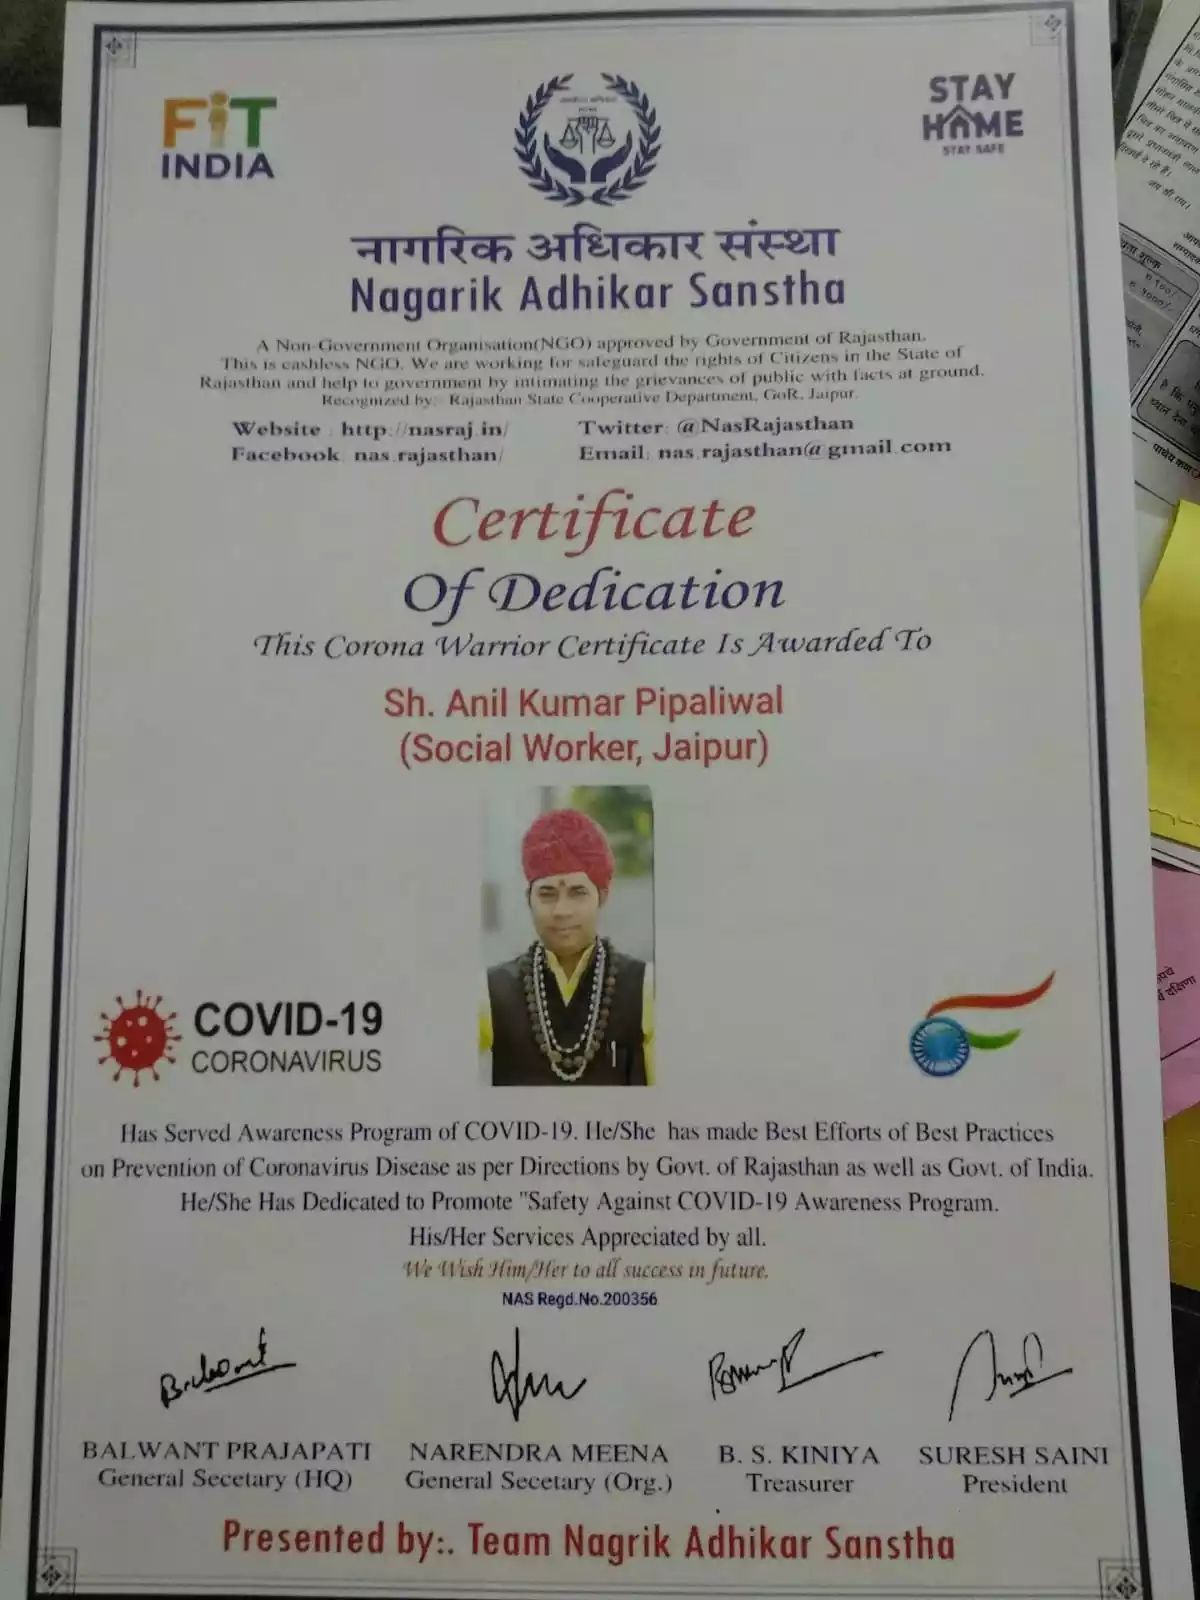 FiT
INDIA
STAY
HOME
STAY SAFE
नागरिक अधिकार संस्था
Nagarik Adhikar Sanstha
A Non-Government Organisation(NGO) approved by Government of Rajasthan.
This is cashless NGO. We are working for safeguard the rights of Citizens in the State of
Rajasthan and help to government by intimating the grievances of public with facts at ground.
Recognized by:- Rajasthan State Cooperative Department, GoR, Jaipur.
Website : http://nasraj.in/ Twitter: @NasRajasthan
Facebook: nas.rajasthan/ Email: nas.rajasthan@gmail.com
Certificate
Of Dedication
This Corona Warrior Certificate Is Awarded To
Sh. Anil Kumar Pipaliwal
(Social Worker, Jaipur)
COVID-19
CORONAVIRUS
Has Served Awareness Program of COVID-19. He/She has made Best Efforts of Best Practices
on Prevention of Coronavirus Disease as per Directions by Govt. of Rajasthan as well as Govt. of India.
He/She Has Dedicated to Promote "Safety Against COVID-19 Awareness Program.
His/Her Services Appreciated by all.
We Wish Him/Her to all success in future.
NAS Regd.No.200356
BALWANT PRAJAPATI NARENDRA MEENA B. S. KINIYA SURESH SAINI
General Secetary (HQ) General Secetary (Org.) Treasurer President
Presented by:. Team Nagrik Adhikar Sanstha